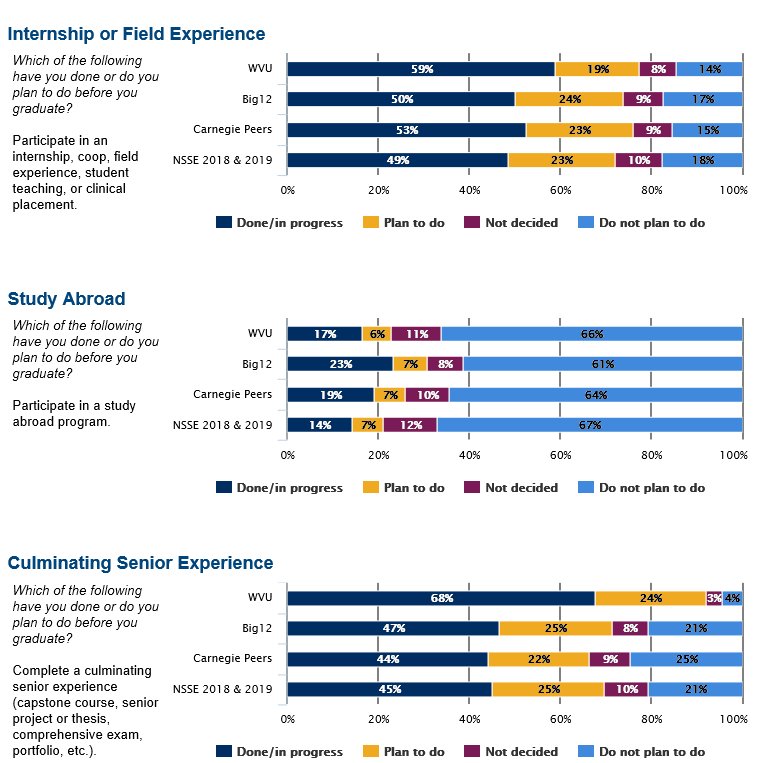 Internship or Field Experience
Which of the following
have you done or do you
plan to do before you
graduate?
Participate in an
internship, coop, field
experience, student
teaching, or clinical
placement.
WVU 59% 19% 8% 14%
Big12 50% 24% 9% 17%
Carnegie Peers 53% 23% 9% 15%
NSSE 2018 & 2019 49% 23% 10% 18%
0% 20% 40% 60% 80% 100%
Done/in progress Plan to do Not decided Do not plan to do
Study Abroad
Which of the following
have you done or do you
plan to do before you
graduate?
Participate in a study
abroad program.
WVU 17% 6% 11% 66%
Big12 23% 7% 8% 61%
Carnegie Peers 19% 7% 10% 64%
NSSE 2018 & 2019 14% 7% 12% 67%
0% 20% 40% 60% 80% 100%
Done/in progress Plan to do Not decided Do not plan to do
Culminating Senior Experience
Which of the following
have you done or do you
plan to do before you
graduate?
Complete a culminating
senior experience
(capstone course, senior
project or thesis,
comprehensive exam,
portfolio, etc.).
WVU 68% 24% 3% 4%
Big12 47% 25% 8% 21%
Carnegie Peers 44% 22% 9% 25%
NSSE 2018 & 2019 45% 25% 10% 21%
0% 20% 40% 60% 80% 100%
Done/in progress Plan to do Not decided Do not plan to do